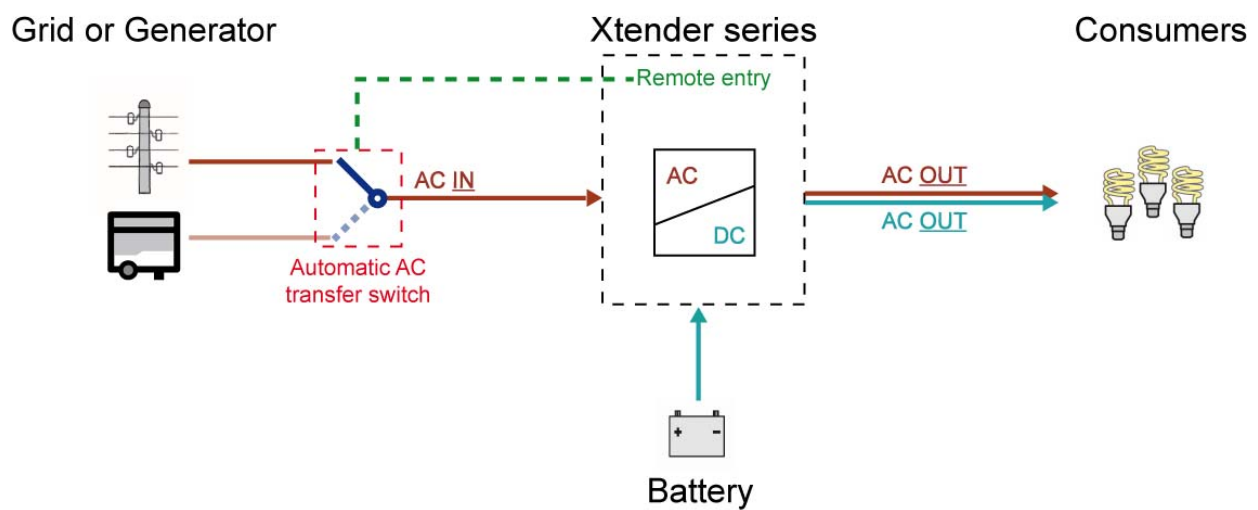 Grid or Generator
Xtender series
Consumers
Remote entry
AC IN
AC
DC
AC OUT
AC OUT
Automatic AC
transfer switch
+ -
Battery